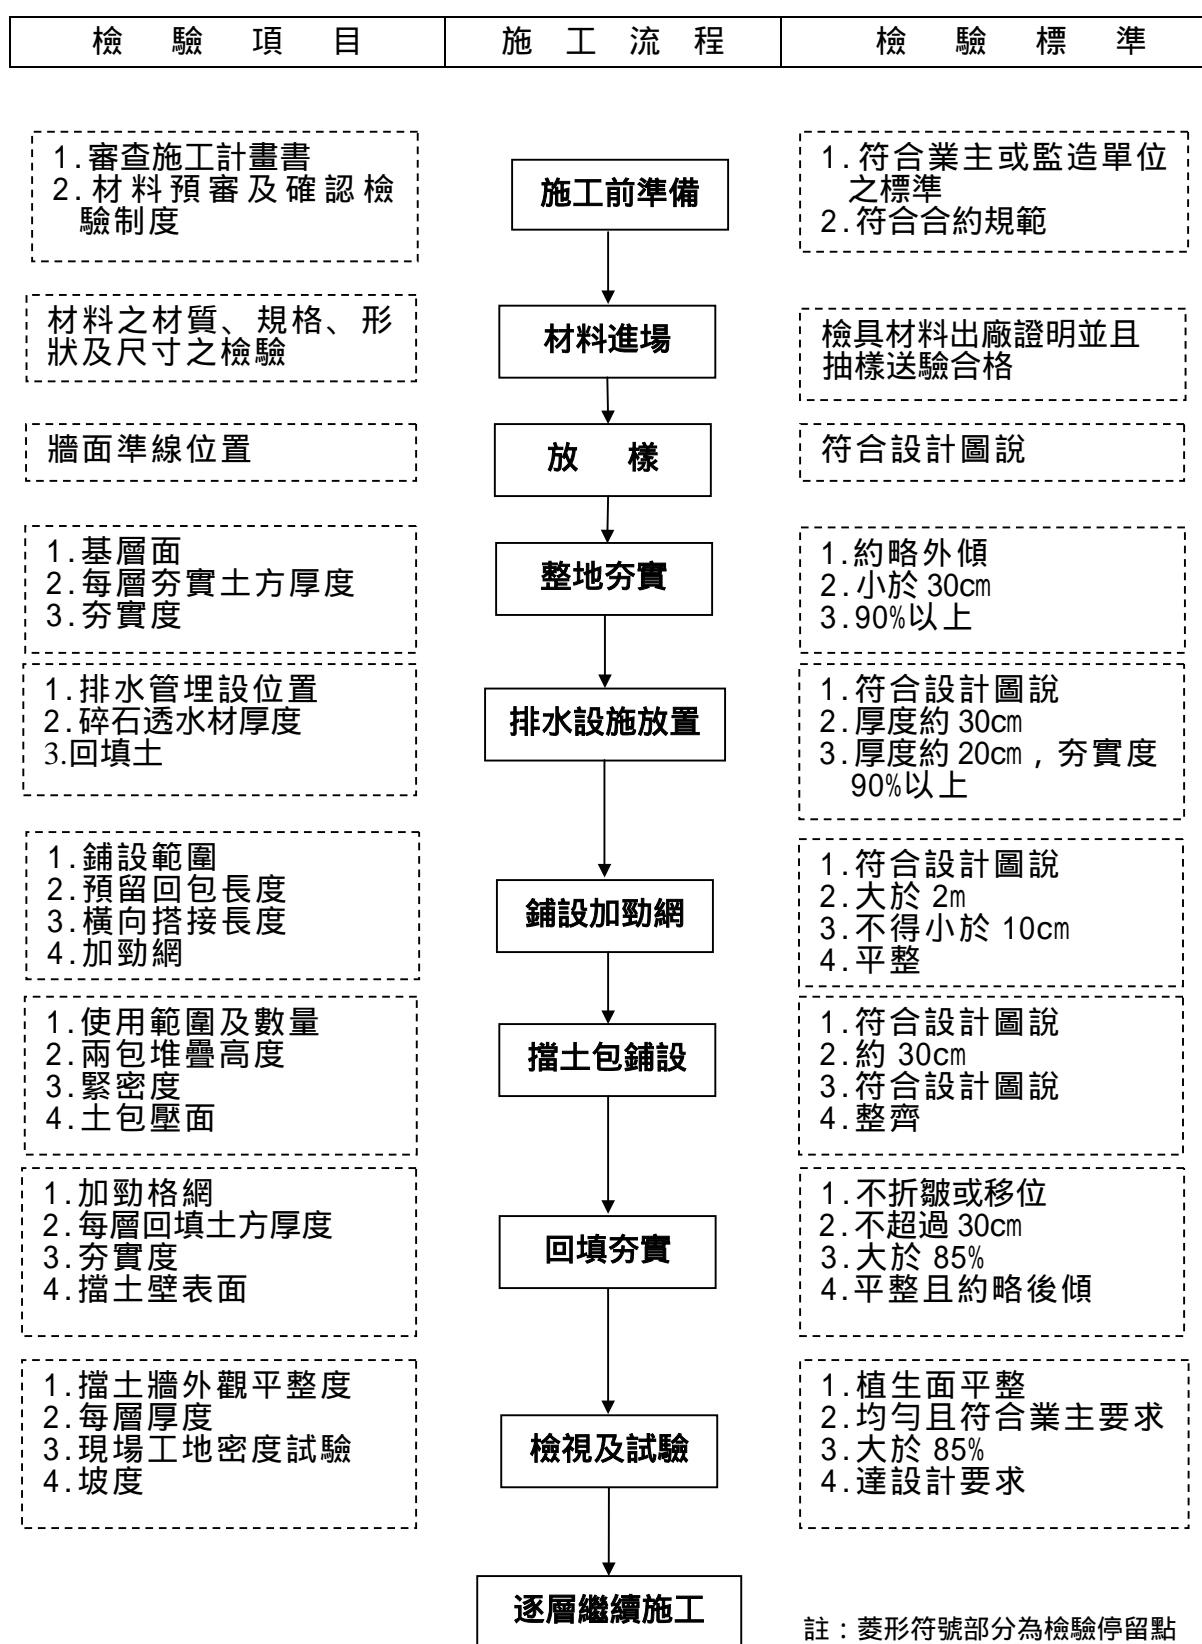 檢驗項目 施工流程 檢驗標準
1.審查施工計畫書
2.材料預審及確認檢
驗制度
施工前準備
1.符合業主或監造單位
之標準
2.符合合約規範
材料之材質、規格、形
狀及尺寸之檢驗
材料進場
檢具材料出廠證明並且
抽樣送驗合格
牆面準線位置
放樣
符合設計圖說
1.基層面
2.每層夯實土方厚度
3.夯實度
整地夯實
1.約略外傾
2.小於 30cm
3.90%以上
1.排水管埋設位置
2.碎石透水材厚度
3.回填土
排水設施放置
1.符合設計圖說
2.厚度約 30cm
3.厚度約 20cm，夯實度
90%以上
1.鋪設範圍
2.預留回包長度
3.橫向搭接長度
4.加勁網
鋪設加勁網
1.符合設計圖說
2.大於 2m
3.不得小於 10cm
4.平整
1.使用範圍及數量
2.兩包堆疊高度
3.緊密度
4.土包壓面
擋土包鋪設
1.符合設計圖說
2.約 30cm
3.符合設計圖說
4.整齊
1.加勁格網
2.每層回填土方厚度
3.夯實度
4.擋土壁表面
回填夯實
1.不折皺或移位
2.不超過 30cm
3.大於 85%
4.平整且約略後傾
1.擋土牆外觀平整度
2.每層厚度
3.現場工地密度試驗
4.坡度
檢視及試驗
1.植生面平整
2.均勻且符合業主要求
3.大於 85%
4.達設計要求
逐層繼續施工
註：菱形符號部分為檢驗停留點